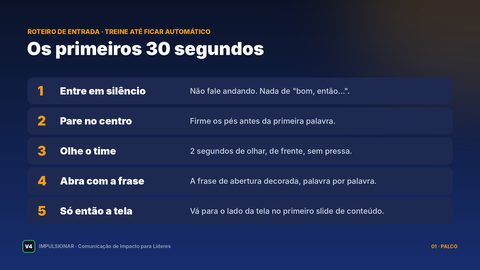 ROTEIRO DE ENTRADA · TREINE ATÉ FICAR AUTOMÁTICO
Os primeiros 30 segundos
1 Entre em silêncio Não fale andando. Nada de "bom, então...".
2 Pare no centro Firme os pés antes da primeira palavra.
3 Olhe o time 2 segundos de olhar, de frente, sem pressa.
4 Abra com a frase A frase de abertura decorada, palavra por palavra.
5 Só então a tela Vá para o lado da tela no primeiro slide de conteúdo.
V4 IMPULSIONAR · Comunicação de Impacto para Líderes 01 · PALCO